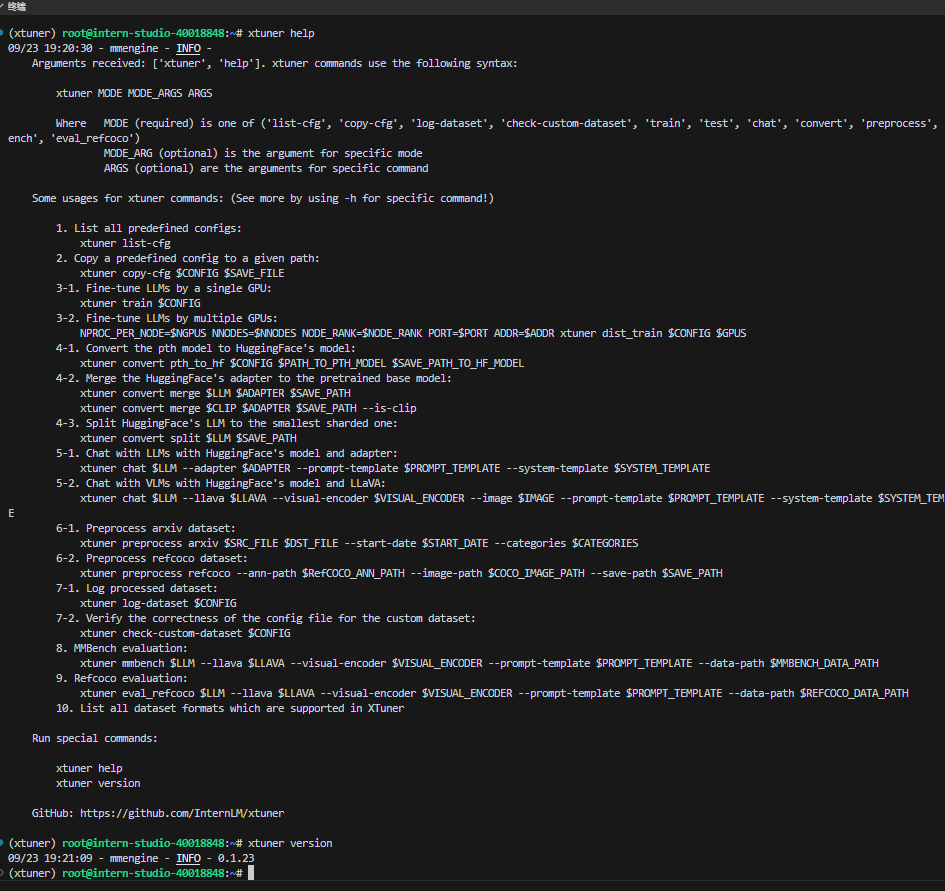 终端
(xtuner) root@intern-studio-40018848:~# xtuner help
09/23 19:20:30 - mmengine - INFO -
Arguments received: ['xtuner', 'help']. xtuner commands use the following syntax:
xtuner MODE MODE_ARGS ARGS
Where   MODE (required) is one of ('list-cfg', 'copy-cfg', 'log-dataset', 'check-custom-dataset', 'train', 'test', 'chat', 'convert', 'preprocess',
ench', 'eval_refcoco')
MODE_ARG (optional) is the argument for specific mode
ARGS (optional) are the arguments for specific command
Some usages for xtuner commands: (See more by using -h for specific command!)
1. List all predefined configs:
xtuner list-cfg
2. Copy a predefined config to a given path:
xtuner copy-cfg $CONFIG $SAVE_FILE
3-1. Fine-tune LLMs by a single GPU:
xtuner train $CONFIG
3-2. Fine-tune LLMs by multiple GPUs:
NPROC_PER_NODE=$NGPUS NNODES=$NNODES NODE_RANK=$NODE_RANK PORT=$PORT ADDR=$ADDR xtuner dist_train $CONFIG $GPUS
4-1. Convert the pth model to HuggingFace's model:
xtuner convert pth_to_hf $CONFIG $PATH_TO_PTH_MODEL $SAVE_PATH_TO_HF_MODEL
4-2. Merge the HuggingFace's adapter to the pretrained base model:
xtuner convert merge $LLM $ADAPTER $SAVE_PATH
xtuner convert merge $CLIP $ADAPTER $SAVE_PATH --is-clip
4-3. Split HuggingFace's LLM to the smallest sharded one:
xtuner convert split $LLM $SAVE_PATH
5-1. Chat with LLMs with HuggingFace's model and adapter:
xtuner chat $LLM --adapter $ADAPTER --prompt-template $PROMPT_TEMPLATE --system-template $SYSTEM_TEMPLATE
5-2. Chat with VLMs with HuggingFace's model and LLaVA:
xtuner chat $LLM --llava $LLAVA --visual-encoder $VISUAL_ENCODER --image $IMAGE --prompt-template $PROMPT_TEMPLATE --system-template $SYSTEM_TEM
E
6-1. Preprocess arxiv dataset:
xtuner preprocess arxiv $SRC_FILE $DST_FILE --start-date $START_DATE --categories $CATEGORIES
6-2. Preprocess refcoco dataset:
xtuner preprocess refcoco --ann-path $RefCOCO_ANN_PATH --image-path $COCO_IMAGE_PATH --save-path $SAVE_PATH
7-1. Log processed dataset:
xtuner log-dataset $CONFIG
7-2. Verify the correctness of the config file for the custom dataset:
xtuner check-custom-dataset $CONFIG
8. MMBench evaluation:
xtuner mmbench $LLM --llava $LLAVA --visual-encoder $VISUAL_ENCODER --prompt-template $PROMPT_TEMPLATE --data-path $MMBENCH_DATA_PATH
9. Refcoco evaluation:
xtuner eval_refcoco $LLM --llava $LLAVA --visual-encoder $VISUAL_ENCODER --prompt-template $PROMPT_TEMPLATE --data-path $REFCOCO_DATA_PATH
10. List all dataset formats which are supported in XTuner
Run special commands:
xtuner help
xtuner version
GitHub: https://github.com/InternLM/xtuner
(xtuner) root@intern-studio-40018848:~# xtuner version
09/23 19:21:09 - mmengine - INFO - 0.1.23
(xtuner) root@intern-studio-40018848:~#